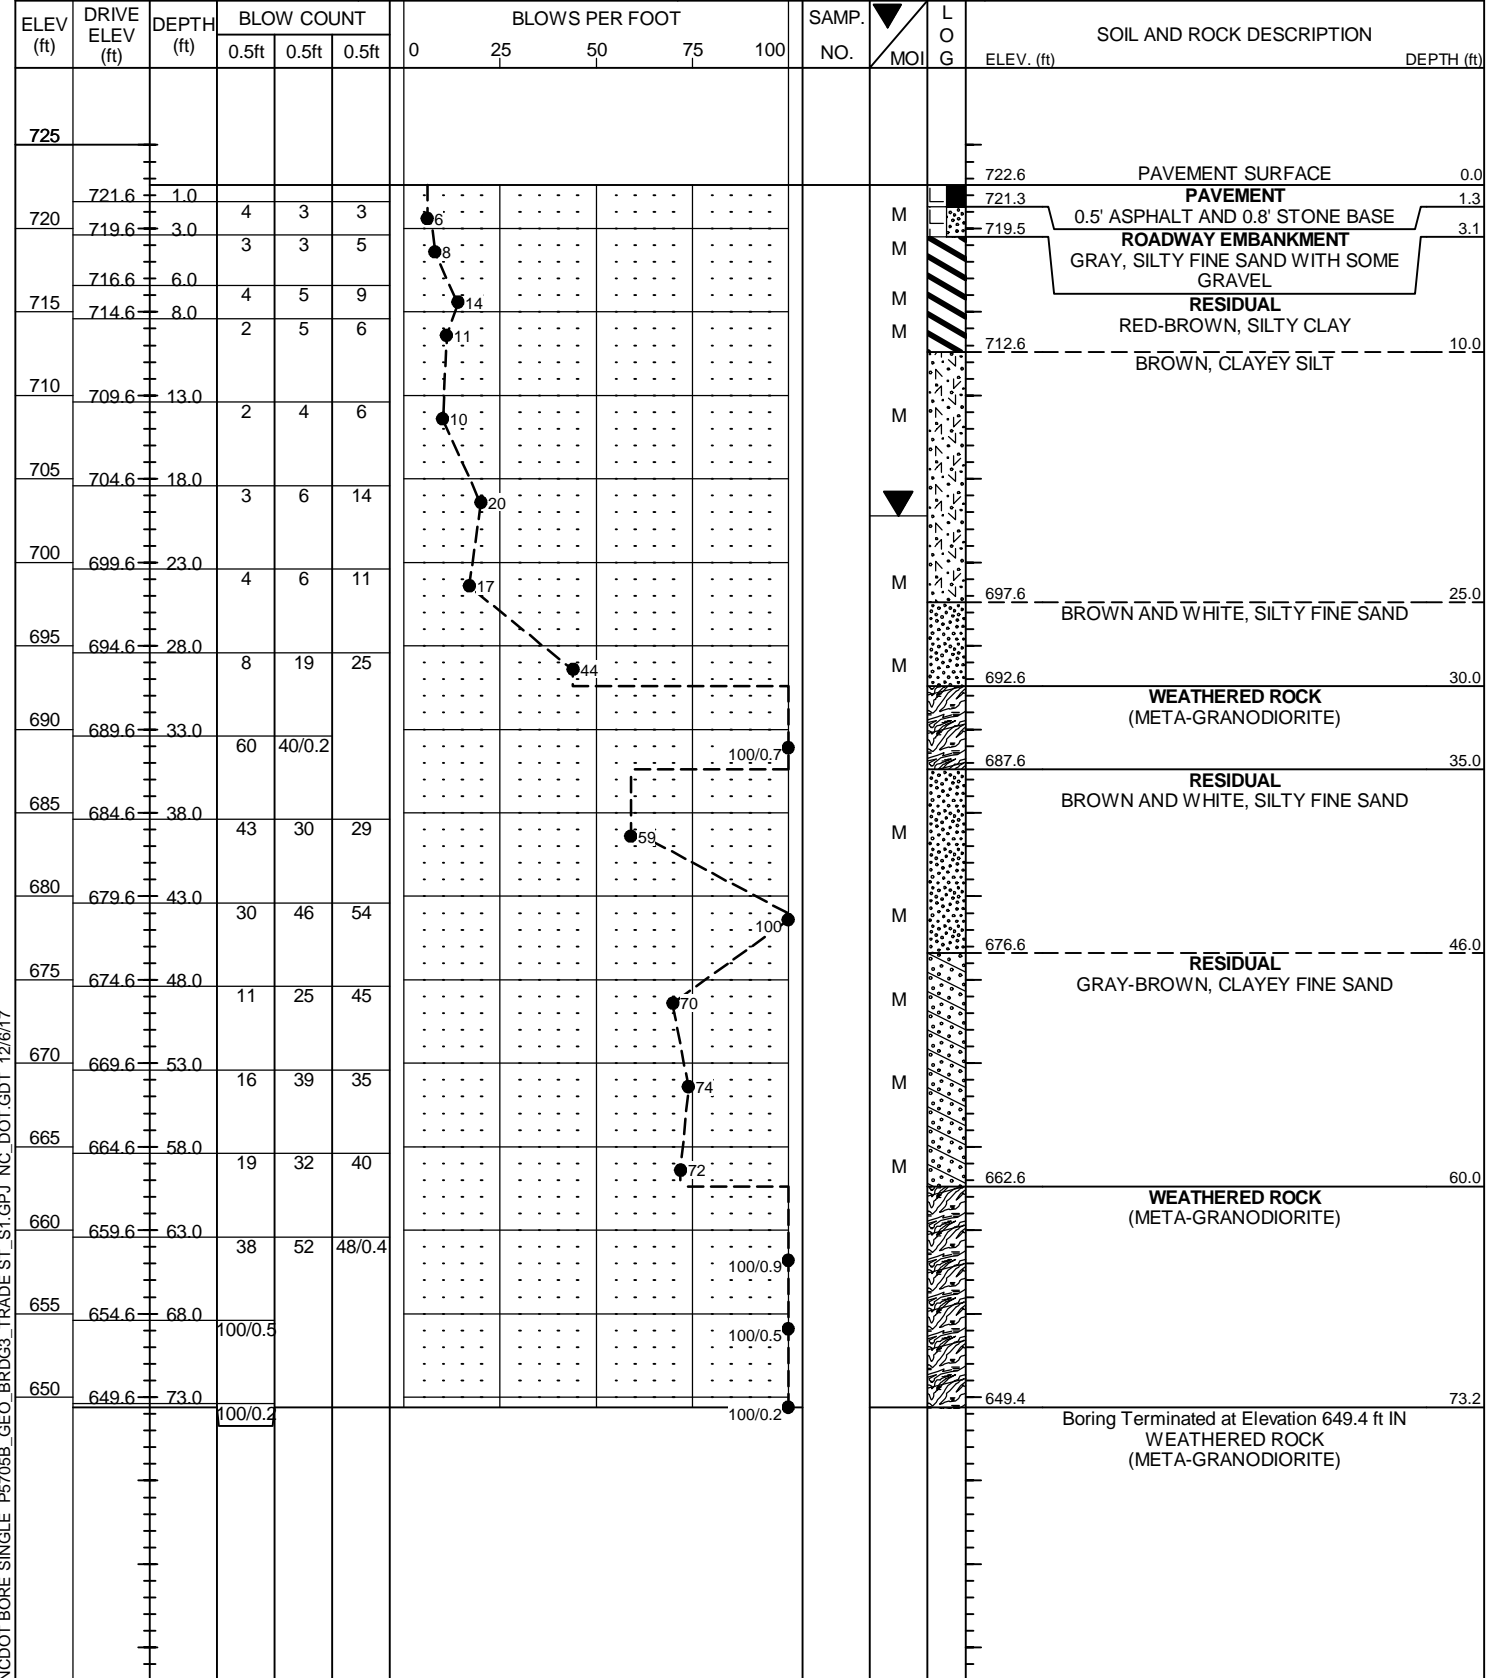 ELEV (ft) DRIVE ELEV (ft) DEPTH (ft) BLOW COUNT BLOWS PER FOOT SAMP. NO. MOI LOG SOIL AND ROCK DESCRIPTION
0.5ft 0.5ft 0.5ft 0 25 50 75 100 ELEV. (ft) DEPTH (ft)
725
722.6 PAVEMENT SURFACE 0.0
721.6 1.0 721.3 PAVEMENT 1.3
4 3 3 6 M 0.5' ASPHALT AND 0.8' STONE BASE
720
719.6 3.0 719.5 3.1
3 3 5 8 M ROADWAY EMBANKMENT
GRAY, SILTY FINE SAND WITH SOME
716.6 6.0 GRAVEL
4 5 9 14 M RESIDUAL
715
714.6 8.0 RED-BROWN, SILTY CLAY
2 5 6 11 M
712.6 10.0
BROWN, CLAYEY SILT
710
709.6 13.0
2 4 6 10 M
705
704.6 18.0
3 6 14 20
700
699.6 23.0
4 6 11 17 M
697.6 25.0
BROWN AND WHITE, SILTY FINE SAND
695
694.6 28.0
8 19 25 44 M
692.6 30.0
WEATHERED ROCK
(META-GRANODIORITE)
690
689.6 33.0
60 40/0.2 100/0.7
687.6 35.0
RESIDUAL
BROWN AND WHITE, SILTY FINE SAND
685
684.6 38.0
43 30 29 59 M
680
679.6 43.0
30 46 54 100 M
676.6 46.0
RESIDUAL
675
674.6 48.0 GRAY-BROWN, CLAYEY FINE SAND
11 25 45 70 M
670
669.6 53.0
16 39 35 74 M
665
664.6 58.0
19 32 40 72 M
662.6 60.0
WEATHERED ROCK
(META-GRANODIORITE)
660
659.6 63.0
38 52 48/0.4 100/0.9
655
654.6 68.0
100/0.5 100/0.5
650
649.6 73.0 649.4 73.2
100/0.2 100/0.2 Boring Terminated at Elevation 649.4 ft IN
WEATHERED ROCK
(META-GRANODIORITE)
NCDOT BORE SINGLE P5705B_GEO_BRDG3_TRADE ST_S1.GPJ NC_DOT.GDT 12/6/17